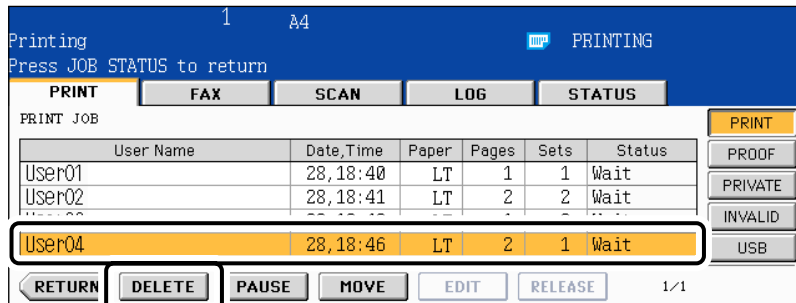 1 A4
Printing PRINTING
Press JOB STATUS to return
PRINT FAX SCAN LOG STATUS
PRINT JOB PRINT
User Name Date,Time Paper Pages Sets Status PROOF
User01 28,18:40 LT 1 1 Wait
PRIVATE
User02 28,18:41 LT 2 2 Wait
INVALID
User04 28,18:46 LT 2 1 Wait USB
RETURN DELETE PAUSE MOVE EDIT RELEASE 1/1